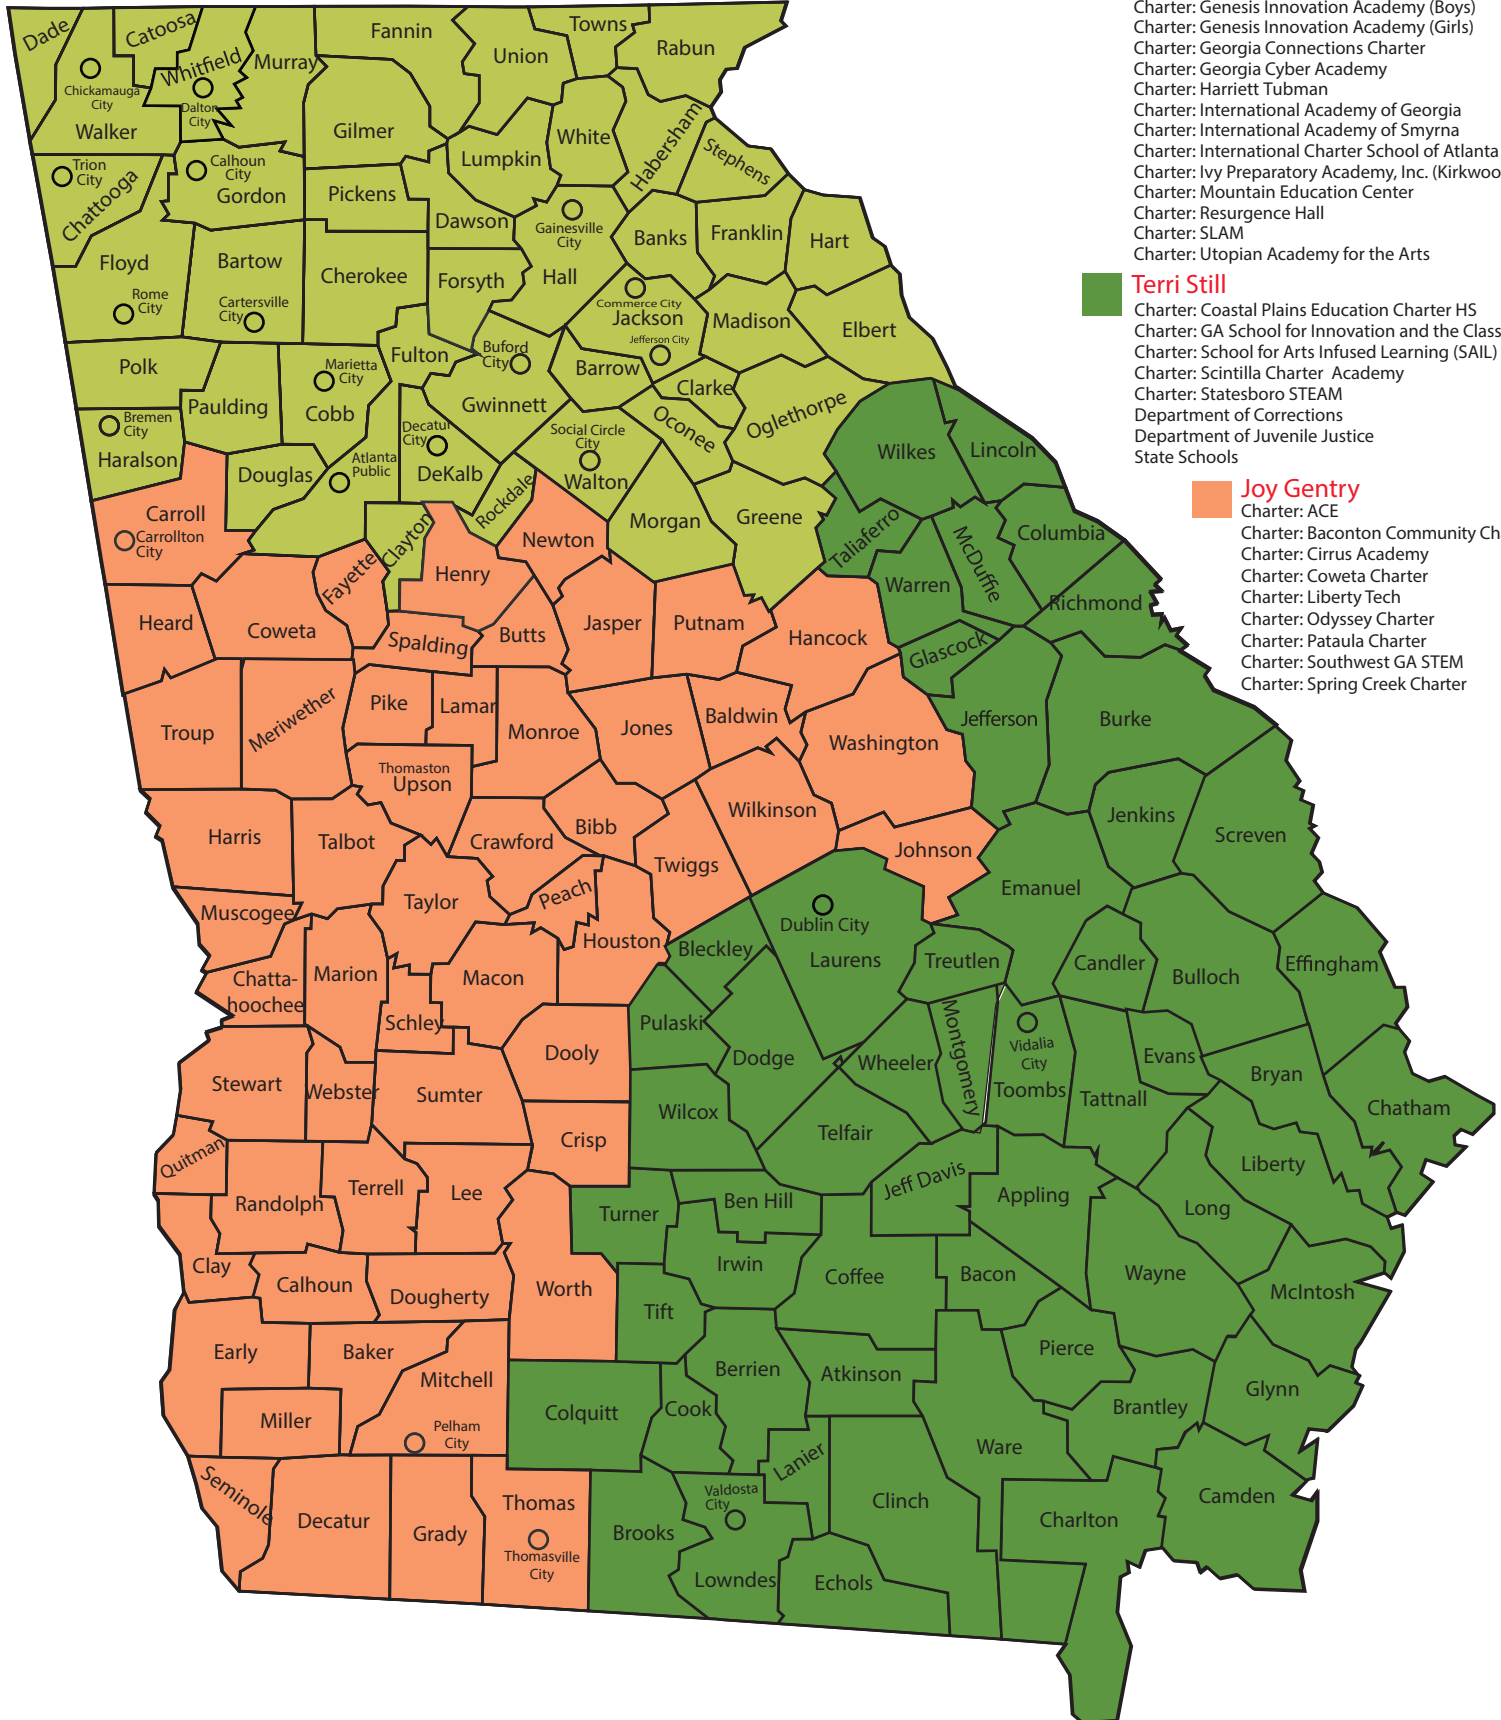 Charter: Genesis Innovation Academy (Boys)
Charter: Genesis Innovation Academy (Girls)
Charter: Georgia Connections Charter
Charter: Georgia Cyber Academy
Charter: Harriett Tubman
Charter: International Academy of Georgia
Charter: International Academy of Smyrna
Charter: International Charter School of Atlanta
Charter: Ivy Preparatory Academy, Inc. (Kirkwoo
Charter: Mountain Education Center
Charter: Resurgence Hall
Charter: SLAM
Charter: Utopian Academy for the Arts
Terri Still
Charter: Coastal Plains Education Charter HS
Charter: GA School for Innovation and the Class
Charter: School for Arts Infused Learning (SAIL)
Charter: Scintilla Charter Academy
Charter: Statesboro STEAM
Department of Corrections
Department of Juvenile Justice
State Schools
Joy Gentry
Charter: ACE
Charter: Baconton Community Ch
Charter: Cirrus Academy
Charter: Coweta Charter
Charter: Liberty Tech
Charter: Odyssey Charter
Charter: Pataula Charter
Charter: Southwest GA STEM
Charter: Spring Creek Charter
Dade
Catoosa
Whitfield
Murray
Fannin
Union
Towns
Rabun
Chickamauga
City
Dalton
City
Walker
Gilmer
Lumpkin
White
Habersham
Stephens
Trion
City
Chattooga
Calhoun
City
Gordon
Pickens
Dawson
Gainesville
City
Hall
Banks
Franklin
Hart
Floyd
Rome
City
Bartow
Cartersville
City
Cherokee
Forsyth
Commerce City
Jackson
Jefferson City
Madison
Elbert
Polk
Paulding
Marietta
City
Cobb
Fulton
Buford
City
Gwinnett
Barrow
Clarke
Oconee
Oglethorpe
Bremen
City
Haralson
Douglas
Atlanta
Public
Decatur
City
DeKalb
Rockdale
Social Circle
City
Walton
Morgan
Greene
Wilkes
Lincoln
Carroll
Carrollton
City
Clayton
Fayette
Henry
Newton
Taliaferro
McDuffie
Columbia
Warren
Richmond
Heard
Coweta
Spalding
Butts
Jasper
Putnam
Hancock
Glascock
Troup
Meriwether
Pike
Lamar
Monroe
Jones
Baldwin
Washington
Jefferson
Burke
Thomaston
Upson
Harris
Talbot
Crawford
Bibb
Twiggs
Wilkinson
Johnson
Jenkins
Screven
Emanuel
Muscogee
Taylor
Peach
Houston
Bleckley
Dublin City
Laurens
Treutlen
Candler
Bulloch
Effingham
Chatta-
hoochee
Marion
Macon
Schley
Dooly
Pulaski
Dodge
Wheeler
Montgomery
Vidalia
City
Toombs
Tattnall
Evans
Bryan
Chatham
Stewart
Webster
Sumter
Crisp
Wilcox
Telfair
Quitman
Randolph
Terrell
Lee
Turner
Ben Hill
Jeff Davis
Appling
Long
Liberty
Clay
Calhoun
Dougherty
Worth
Irwin
Coffee
Bacon
Wayne
McIntosh
Tift
Early
Baker
Mitchell
Pelham
City
Miller
Colquitt
Cook
Berrien
Atkinson
Pierce
Brantley
Glynn
Lanier
Ware
Seminole
Decatur
Grady
Thomas
Thomasville
City
Brooks
Valdosta
City
Lowndes
Echols
Clinch
Charlton
Camden